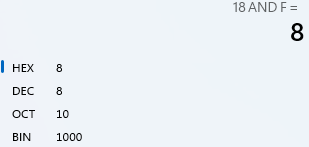 18 AND F =
8
HEX 8
DEC 8
OCT 10
BIN 1000